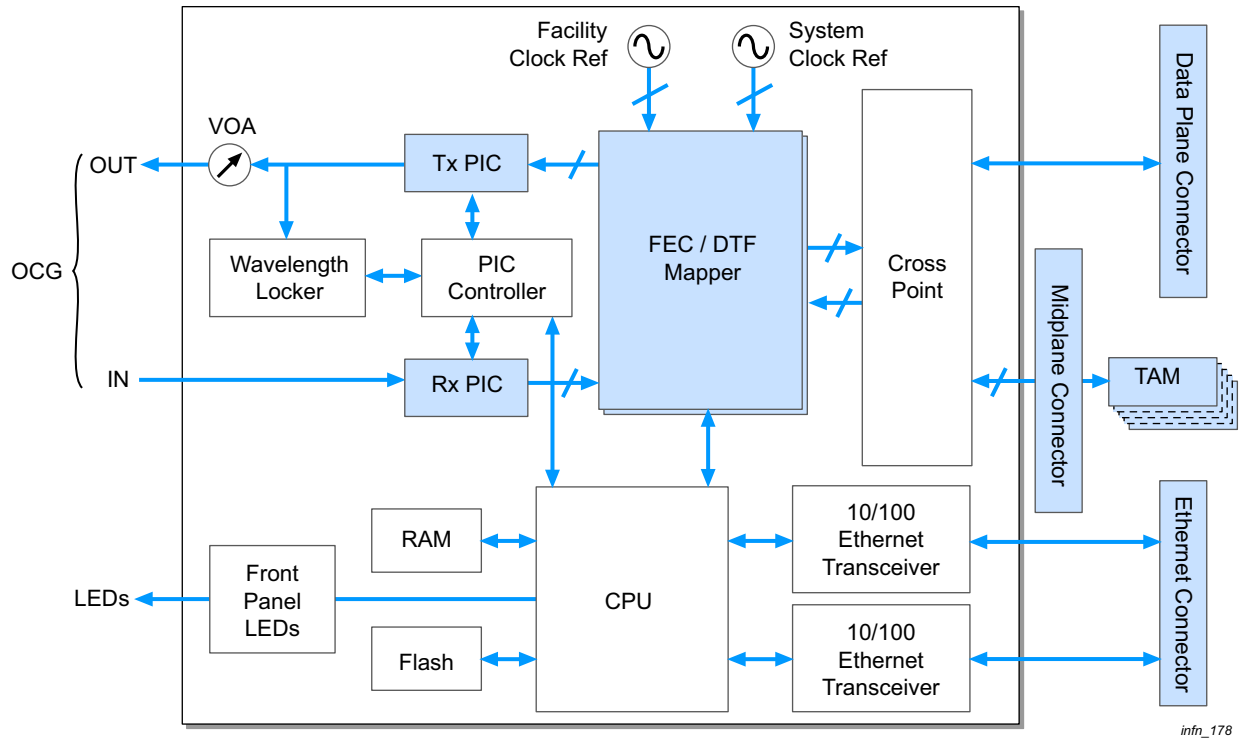 Facility
Clock Ref
System
Clock Ref
VOA
OUT
Tx PIC
Data Plane Connector
OCG
Wavelength
Locker
PIC
Controller
FEC / DTF
Mapper
Cross
Point
Midplane Connector
IN
Rx PIC
TAM
RAM
10/100
Ethernet
Transceiver
Ethernet Connector
LEDs
Front
Panel
LEDs
CPU
Flash
10/100
Ethernet
Transceiver
infn_178